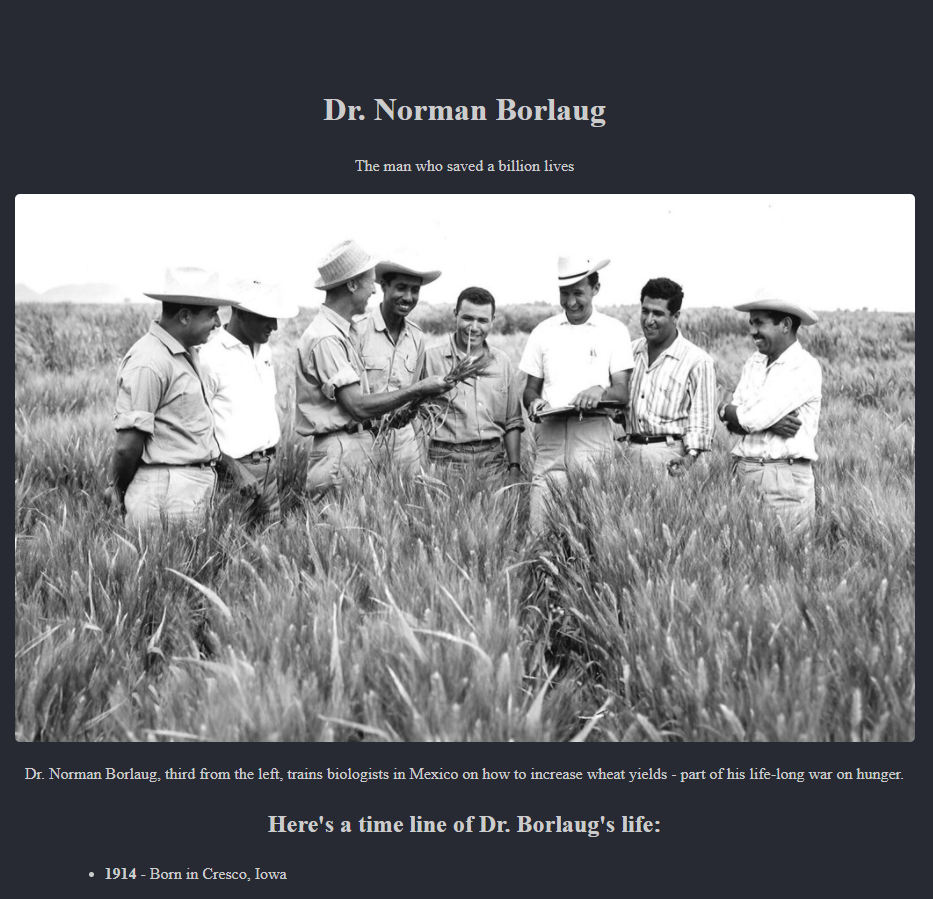 Dr. Norman Borlaug
The man who saved a billion lives
Dr. Norman Borlaug, third from the left, trains biologists in Mexico on how to increase wheat yields - part of his life-long war on hunger.
Here's a time line of Dr. Borlaug's life:
• 1914 - Born in Cresco, Iowa